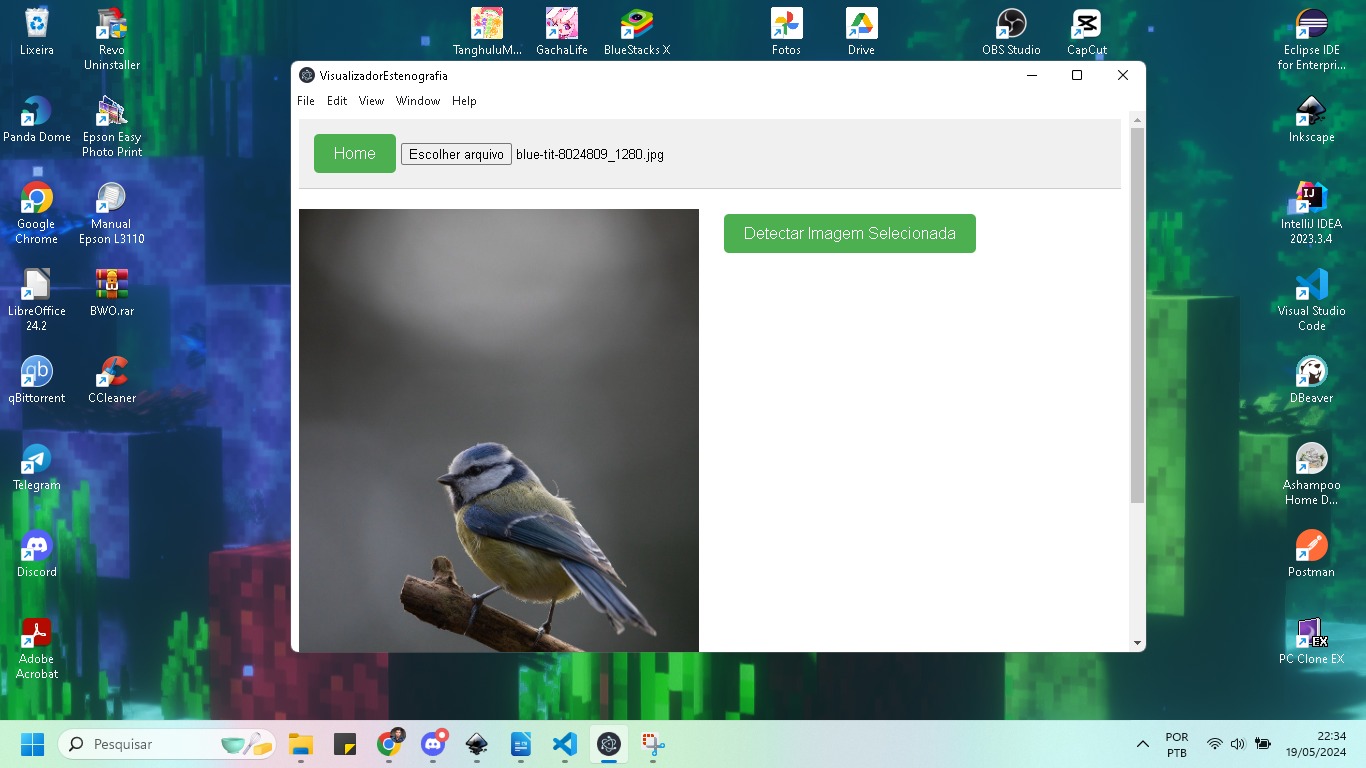 Lixeira
Revo
Uninstaller
TanghuluM...
GachaLife
BlueStacks X
Fotos
Drive
OBS Studio
CapCut
Eclipse IDE
for Enterpri...
Panda Dome
Epson Easy
Photo Print
Inkscape
Google
Chrome
Manual
Epson L3110
IntelliJ IDEA
2023.3.4
LibreOffice
24.2
BWO.rar
Visual Studio
Code
qBittorrent
CCleaner
DBeaver
Telegram
Ashampoo
Home D...
Discord
Postman
Adobe
Acrobat
PC Clone EX
VisualizadorEstenografia
File Edit View Window Help
Home Escolher arquivo blue-tit-8024809_1280.jpg
Detectar Imagem Selecionada
qb
IJ
EX
Pesquisar
POR
PTB
22:34
19/05/2024